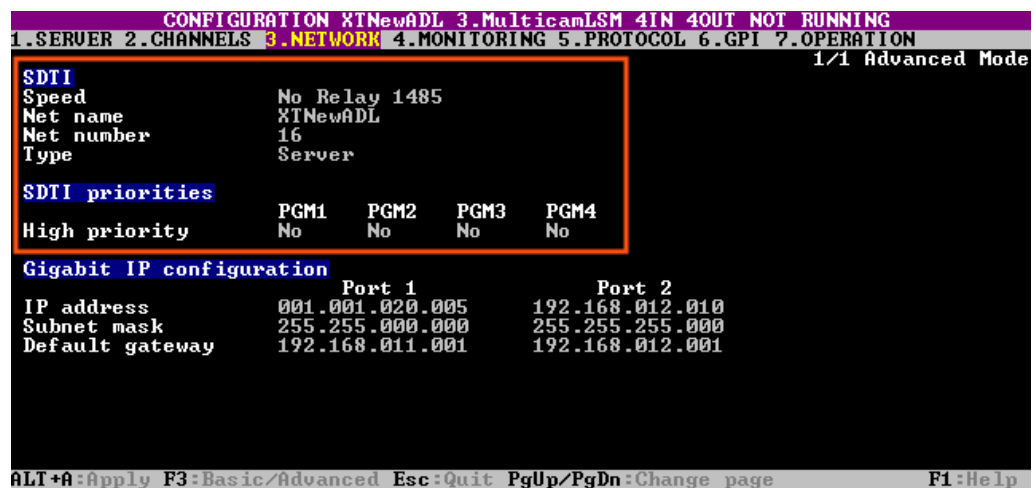 CONFIGURATION XTNewADL 3.MulticamLSM 4IN 4OUT NOT RUNNING
1.SERVER 2.CHANNELS 3.NETWORK 4.MONITORING 5.PROTOCOL 6.GPI 7.OPERATION
1/1 Advanced Mode
SDTI
Speed No Relay 1485
Net name XTNewADL
Net number 16
Type Server
SDTI priorities
PGM1 PGM2 PGM3 PGM4
High priority No No No No
Gigabit IP configuration
Port 1 Port 2
IP address 001.001.020.005 192.168.012.010
Subnet mask 255.255.000.000 255.255.255.000
Default gateway 192.168.011.001 192.168.012.001
ALT+A:Apply F3:Basic/Advanced Esc:Quit PgUp/PgDn:Change page F1:Help